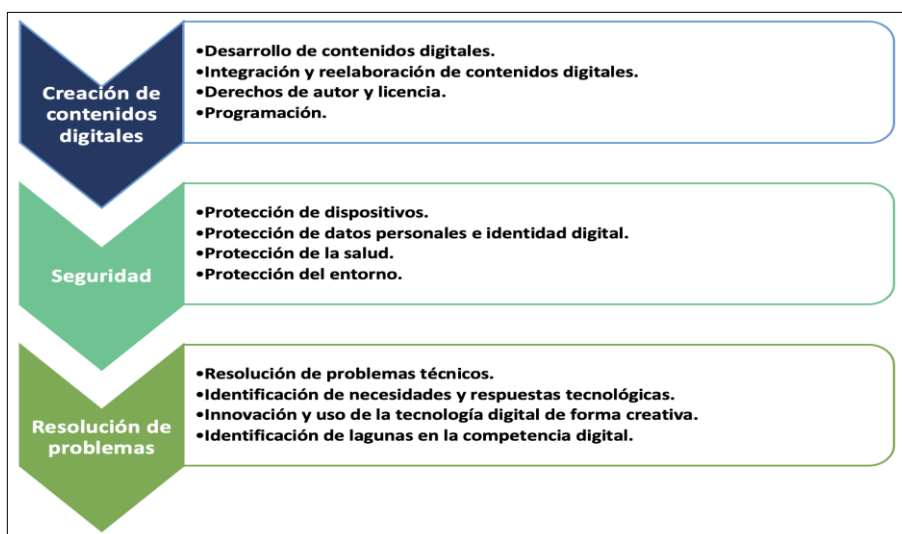 Creación de
contenidos
digitales
•Desarrollo de contenidos digitales.
•Integración y reelaboración de contenidos digitales.
•Derechos de autor y licencia.
•Programación.
Seguridad
•Protección de dispositivos.
•Protección de datos personales e identidad digital.
•Protección de la salud.
•Protección del entorno.
Resolución de
problemas
•Resolución de problemas técnicos.
•Identificación de necesidades y respuestas tecnológicas.
•Innovación y uso de la tecnología digital de forma creativa.
•Identificación de lagunas en la competencia digital.